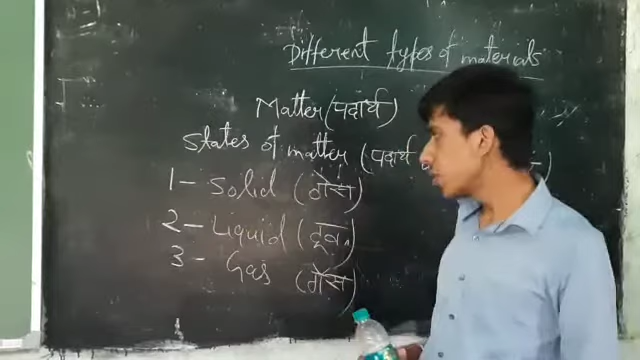 Different types of materials
Matter (पदार्थ)
States of matter (पदार्थ
1- Solid (ठोस)
2- Liquid (द्रव)
3- Gas (गैस)